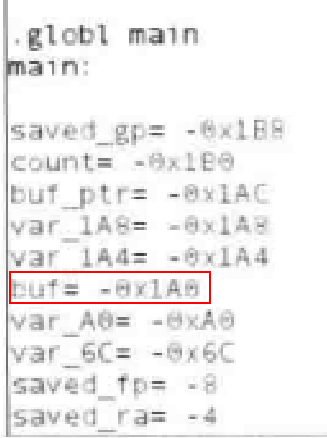 .globl main
main:
saved_gp= -0x1B8
count= -0x1B0
buf_ptr= -0x1AC
var_1A8= -0x1A8
var_1A4= -0x1A4
buf= -0x1A0
var_A0= -0xA0
var_6C= -0x6C
saved_fp= -8
saved_ra= -4